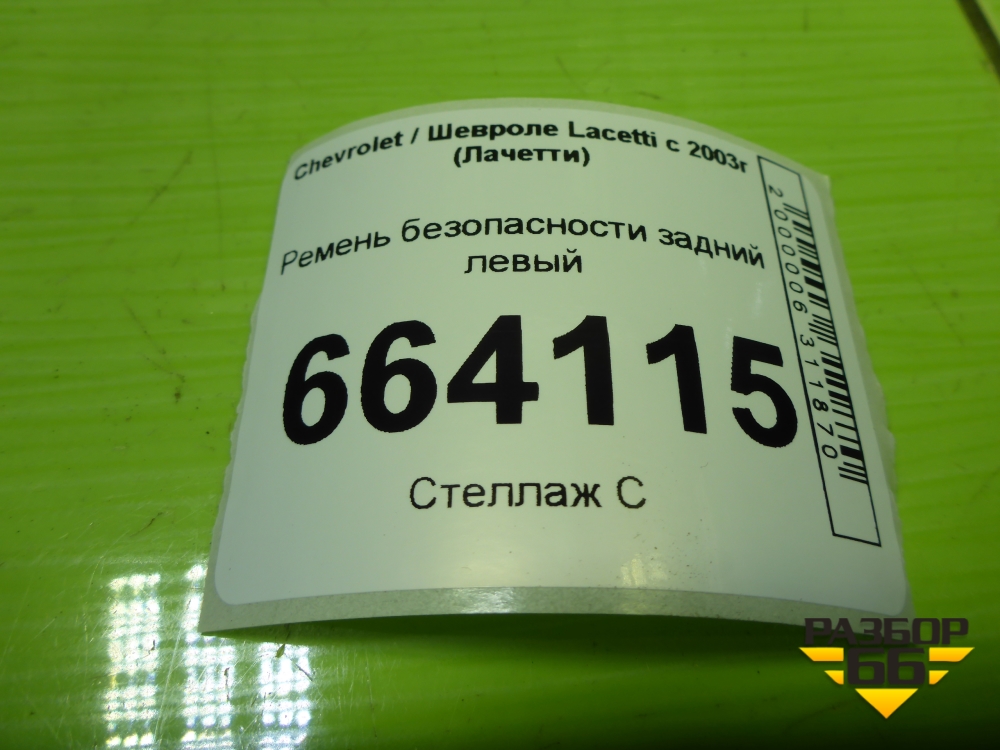 Chevrolet / Шевроле Lacetti с 2003г
(Лачетти)
Ремень безопасности задний
левый
664115
Стеллаж С
2000006311870
РАЗБОР
66